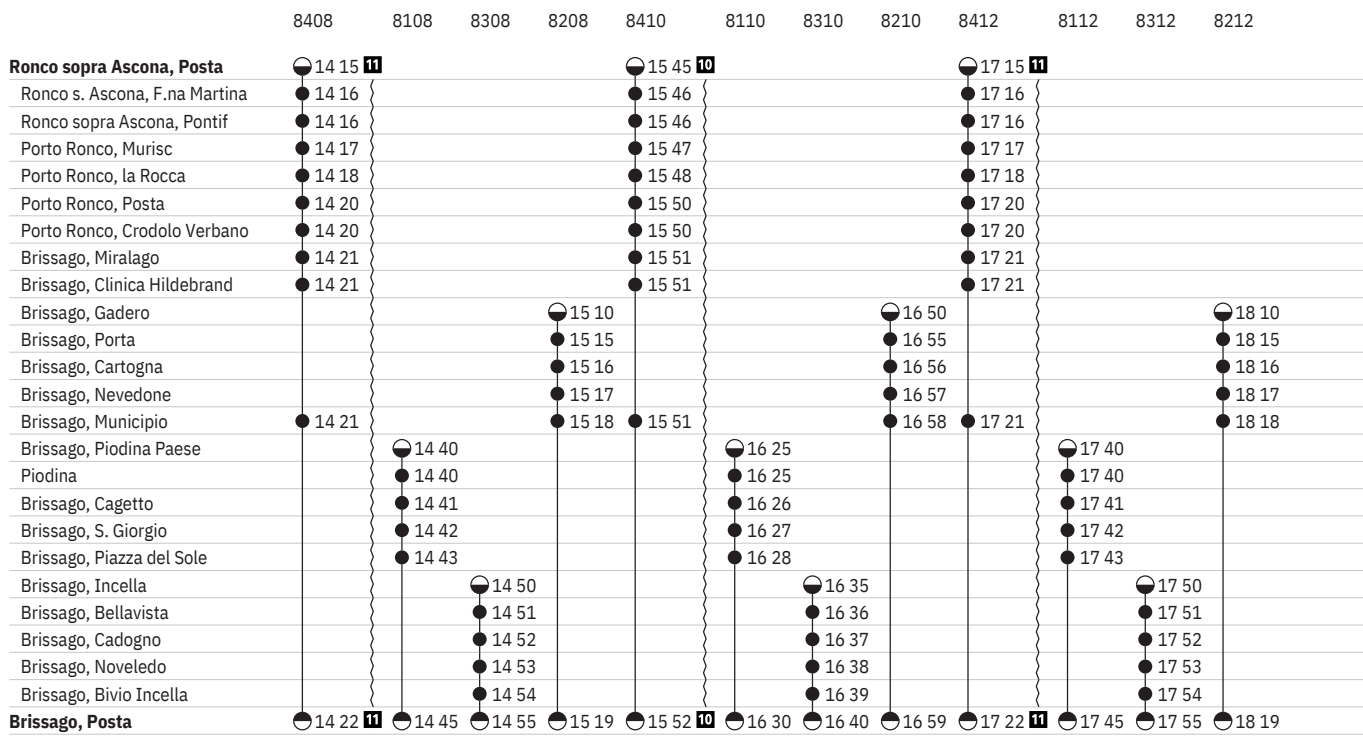 8408 8108 8308 8208 8410 8110 8310 8210 8412 8112 8312 8212
Ronco sopra Ascona, Posta 14 15 11 15 45 10 17 15 11
Ronco s. Ascona, F.na Martina 14 16 15 46 17 16
Ronco sopra Ascona, Pontif 14 16 15 46 17 16
Porto Ronco, Murisc 14 17 15 47 17 17
Porto Ronco, la Rocca 14 18 15 48 17 18
Porto Ronco, Posta 14 20 15 50 17 20
Porto Ronco, Crodolo Verbano 14 20 15 50 17 20
Brissago, Miralago 14 21 15 51 17 21
Brissago, Clinica Hildebrand 14 21 15 51 17 21
Brissago, Gadero 15 10 16 50 18 10
Brissago, Porta 15 15 16 55 18 15
Brissago, Cartogna 15 16 16 56 18 16
Brissago, Nevedone 15 17 16 57 18 17
Brissago, Municipio 14 21 15 18 15 51 16 58 17 21 18 18
Brissago, Piodina Paese 14 40 16 25 17 40
Piodina 14 40 16 25 17 40
Brissago, Cagetto 14 41 16 26 17 41
Brissago, S. Giorgio 14 42 16 27 17 42
Brissago, Piazza del Sole 14 43 16 28 17 43
Brissago, Incella 14 50 16 35 17 50
Brissago, Bellavista 14 51 16 36 17 51
Brissago, Cadogno 14 52 16 37 17 52
Brissago, Noveledo 14 53 16 38 17 53
Brissago, Bivio Incella 14 54 16 39 17 54
Brissago, Posta 14 22 11 14 45 14 55 15 19 15 52 10 16 30 16 40 16 59 17 22 11 17 45 17 55 18 19